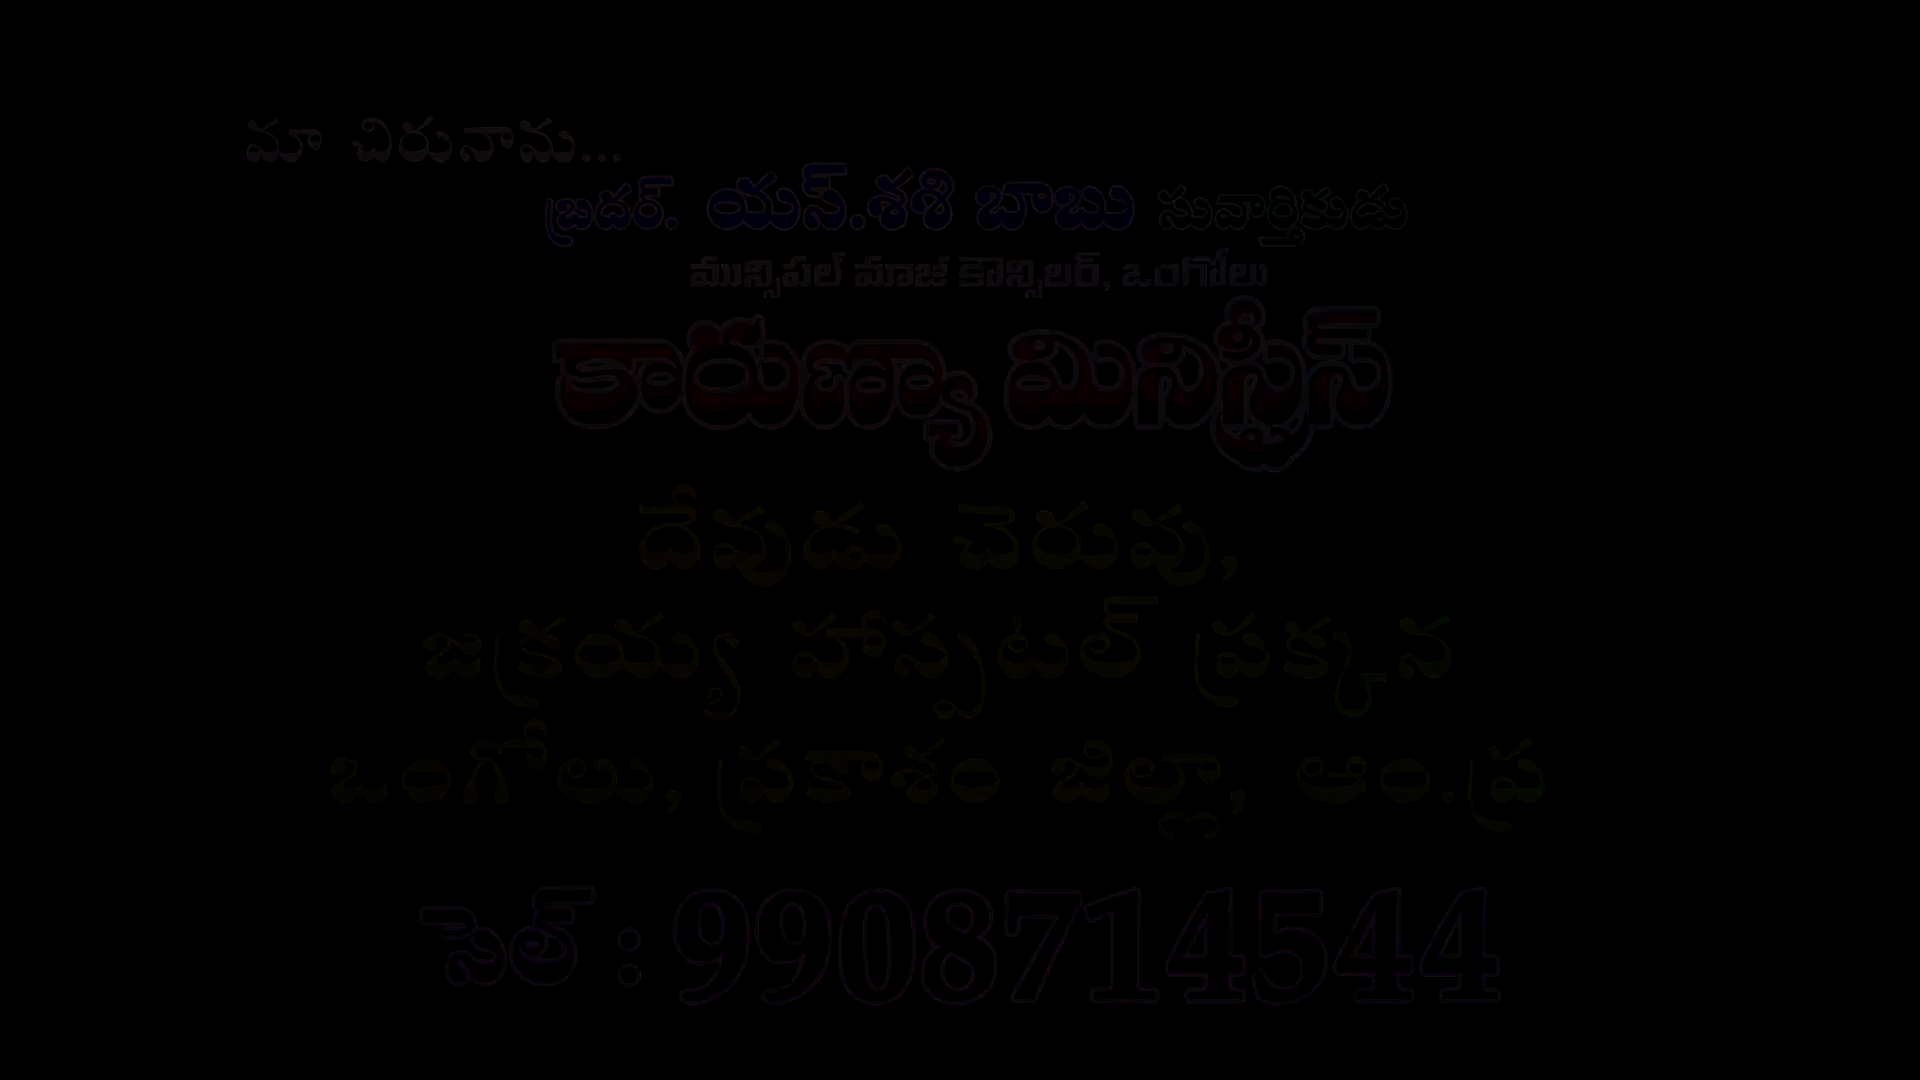 మా చిరునామ...
బ్రదర్. యస్.శశి బాబు సువార్తికుడు
మున్సిపల్ మాజీ కౌన్సిలర్, ఒంగోలు
కారుణ్యా మినిస్ట్రీస్
దేవుడు చెరువు,
జక్రయ్య హాస్పటల్ ప్రక్కన
ఒంగోలు, ప్రకాశం జిల్లా, ఆం.ప్ర
సెల్ : 9908714544